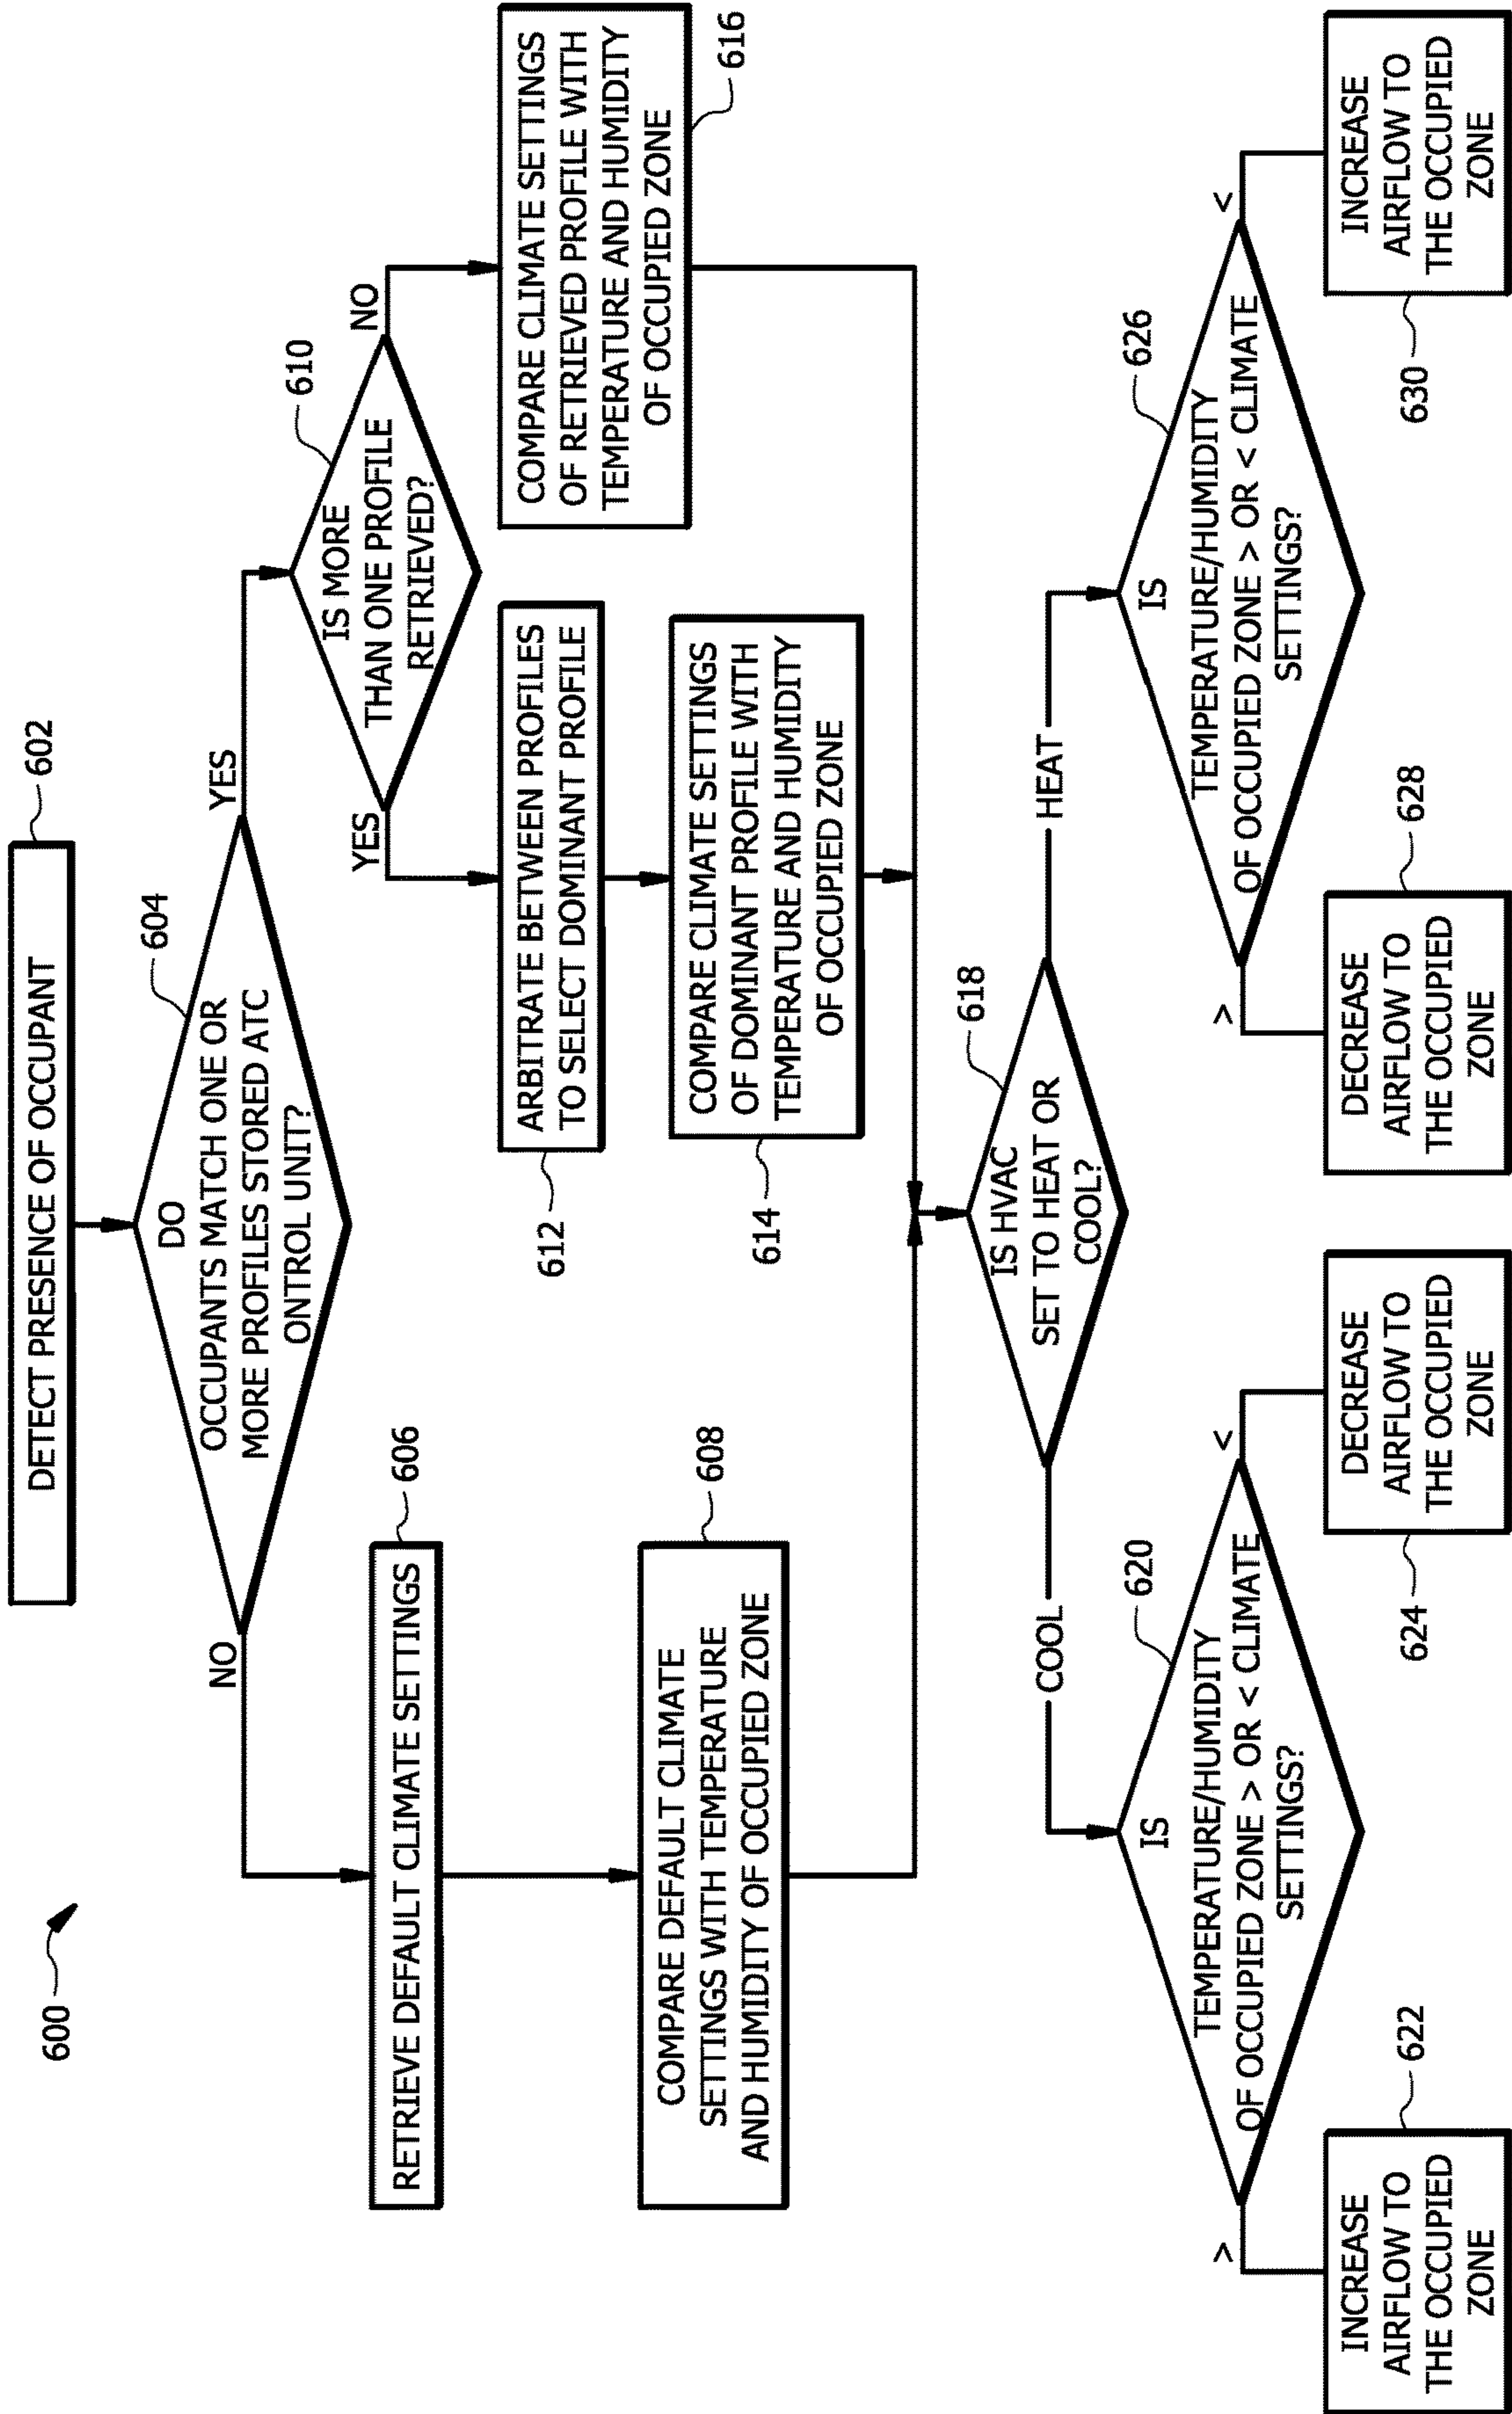 600
DETECT PRESENCE OF OCCUPANT
602
604
DO
OCCUPANTS MATCH ONE OR
MORE PROFILES STORED ATC
ONTROL UNIT?
NO
YES
RETRIEVE DEFAULT CLIMATE SETTINGS
606
COMPARE DEFAULT CLIMATE
SETTINGS WITH TEMPERATURE
AND HUMIDITY OF OCCUPIED ZONE
608
610
IS MORE
THAN ONE PROFILE
RETRIEVED?
YES
NO
ARBITRATE BETWEEN PROFILES
TO SELECT DOMINANT PROFILE
612
COMPARE CLIMATE SETTINGS
OF DOMINANT PROFILE WITH
TEMPERATURE AND HUMIDITY
OF OCCUPIED ZONE
614
COMPARE CLIMATE SETTINGS
OF RETRIEVED PROFILE WITH
TEMPERATURE AND HUMIDITY
OF OCCUPIED ZONE
616
618
IS HVAC
SET TO HEAT OR
COOL?
COOL
HEAT
620
IS
TEMPERATURE/HUMIDITY
OF OCCUPIED ZONE > OR < CLIMATE
SETTINGS?
>
<
INCREASE
AIRFLOW TO
THE OCCUPIED
ZONE
622
DECREASE
AIRFLOW TO
THE OCCUPIED
ZONE
624
626
IS
TEMPERATURE/HUMIDITY
OF OCCUPIED ZONE > OR < CLIMATE
SETTINGS?
>
<
DECREASE
AIRFLOW TO
THE OCCUPIED
ZONE
628
INCREASE
AIRFLOW TO
THE OCCUPIED
ZONE
630